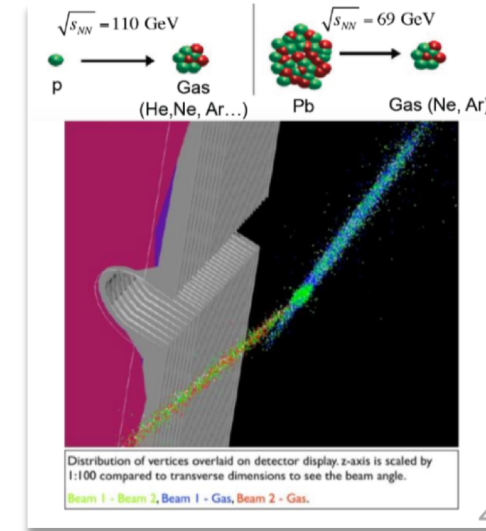 √sNN = 110 GeV
√sNN = 69 GeV
p
Gas
(He,Ne, Ar…)
Pb
Gas (Ne, Ar)
Distribution of vertices overlaid on detector display. z-axis is scaled by
1:100 compared to transverse dimensions to see the beam angle.
Beam 1 - Beam 2, Beam 1 - Gas, Beam 2 - Gas.